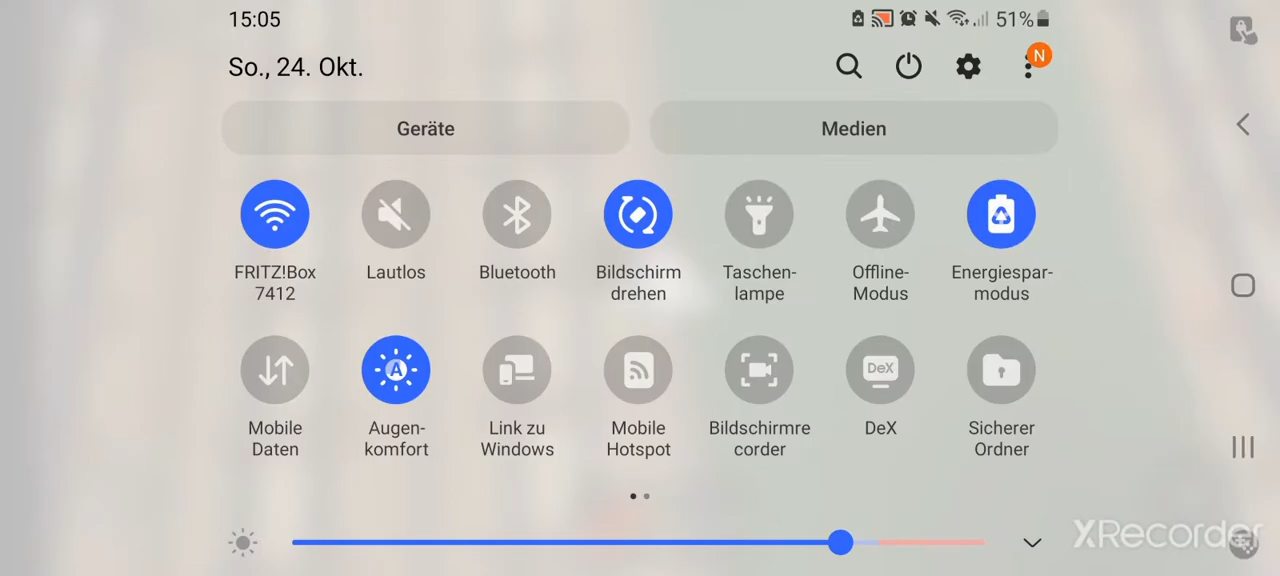 15:05
51%
So., 24. Okt.
N
Geräte
Medien
FRITZ!Box
7412
Lautlos
Bluetooth
Bildschirm
drehen
Taschen-
lampe
Offline-
Modus
Energiespar-
modus
A
DeX
Mobile
Daten
Augen-
komfort
Link zu
Windows
Mobile
Hotspot
Bildschirmre
corder
DeX
Sicherer
Ordner
XRecorder